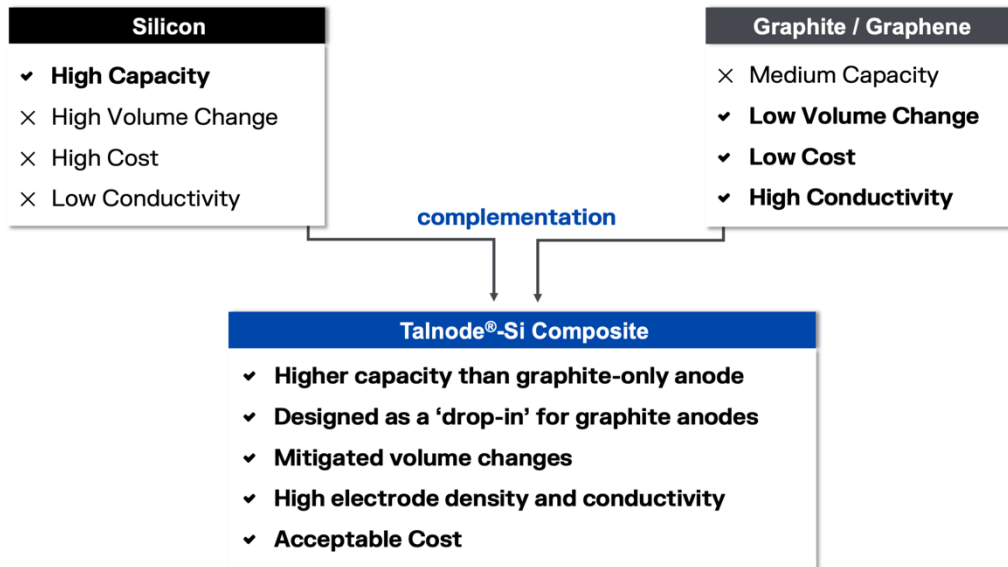 Silicon
✔ High Capacity
✕ High Volume Change
✕ High Cost
✕ Low Conductivity
Graphite / Graphene
✕ Medium Capacity
✔ Low Volume Change
✔ Low Cost
✔ High Conductivity
complementation
Talnode®-Si Composite
✔ Higher capacity than graphite-only anode
✔ Designed as a ‘drop-in’ for graphite anodes
✔ Mitigated volume changes
✔ High electrode density and conductivity
✔ Acceptable Cost